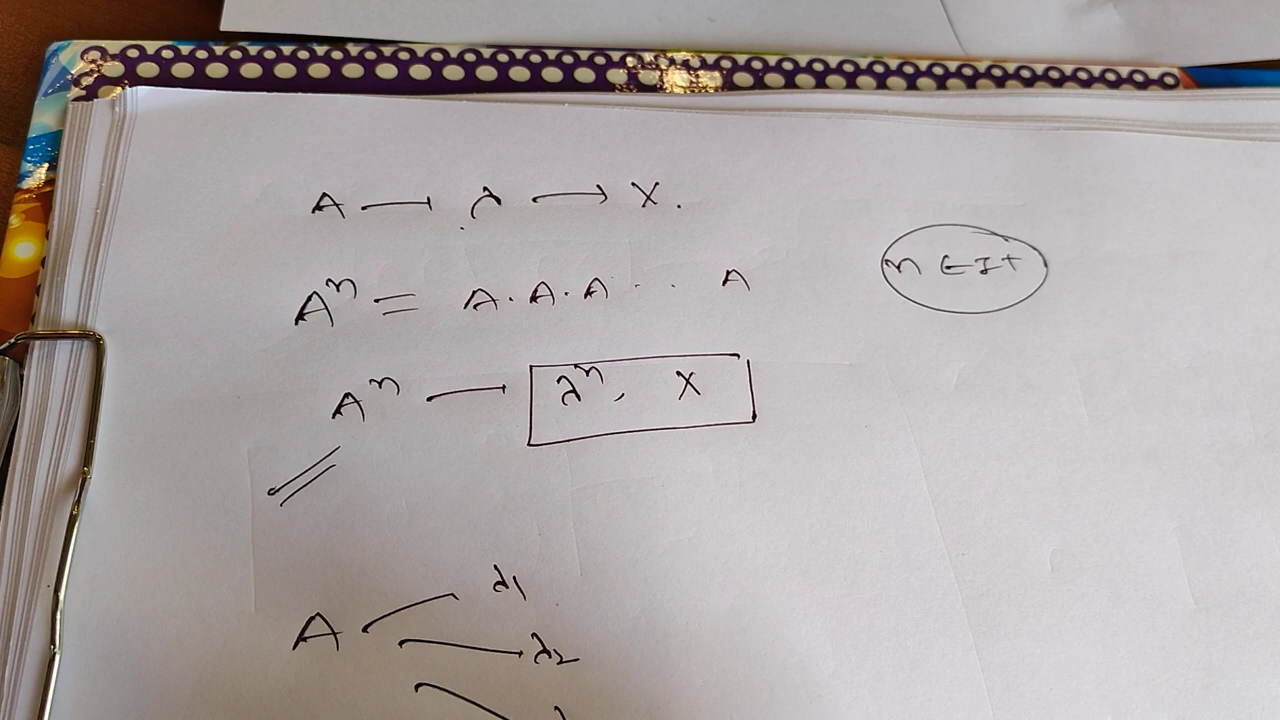 A — λ → X.
Aⁿ = A.A.A . . A
n ∈ I+
Aⁿ — λⁿ, X
A
λ1
λ2